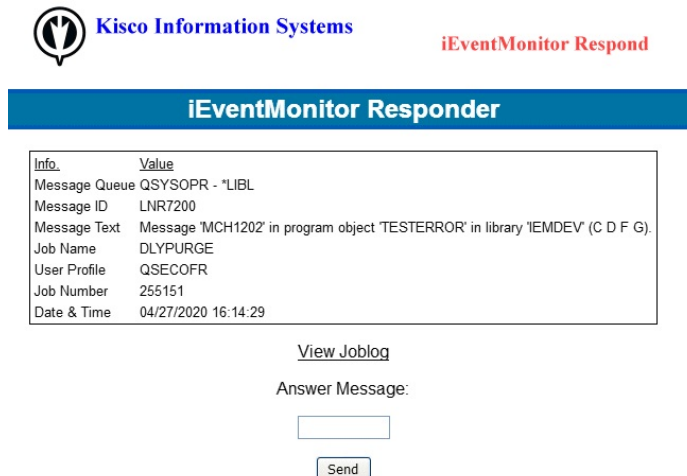 Kisco Information Systems
iEventMonitor Respond
iEventMonitor Responder
Info. Value
Message Queue QSYSOPR - *LIBL
Message ID LNR7200
Message Text Message 'MCH1202' in program object 'TESTERROR' in library 'IEMDEV' (C D F G).
Job Name DLYPURGE
User Profile QSECOFR
Job Number 255151
Date & Time 04/27/2020 16:14:29
View Joblog
Answer Message:
Send